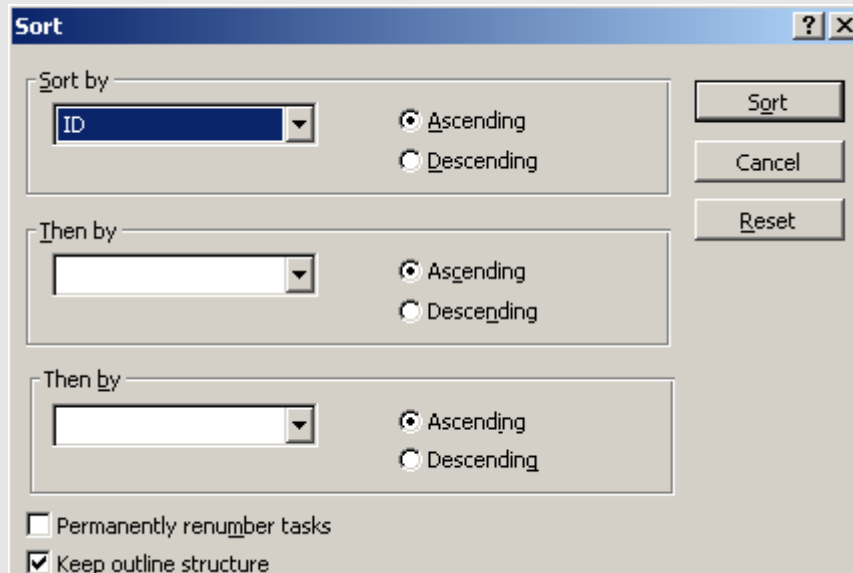 Sort
Sort by
ID
Ascending
Descending
Sort
Cancel
Reset
Then by
Ascending
Descending
Then by
Ascending
Descending
Permanently renumber tasks
Keep outline structure